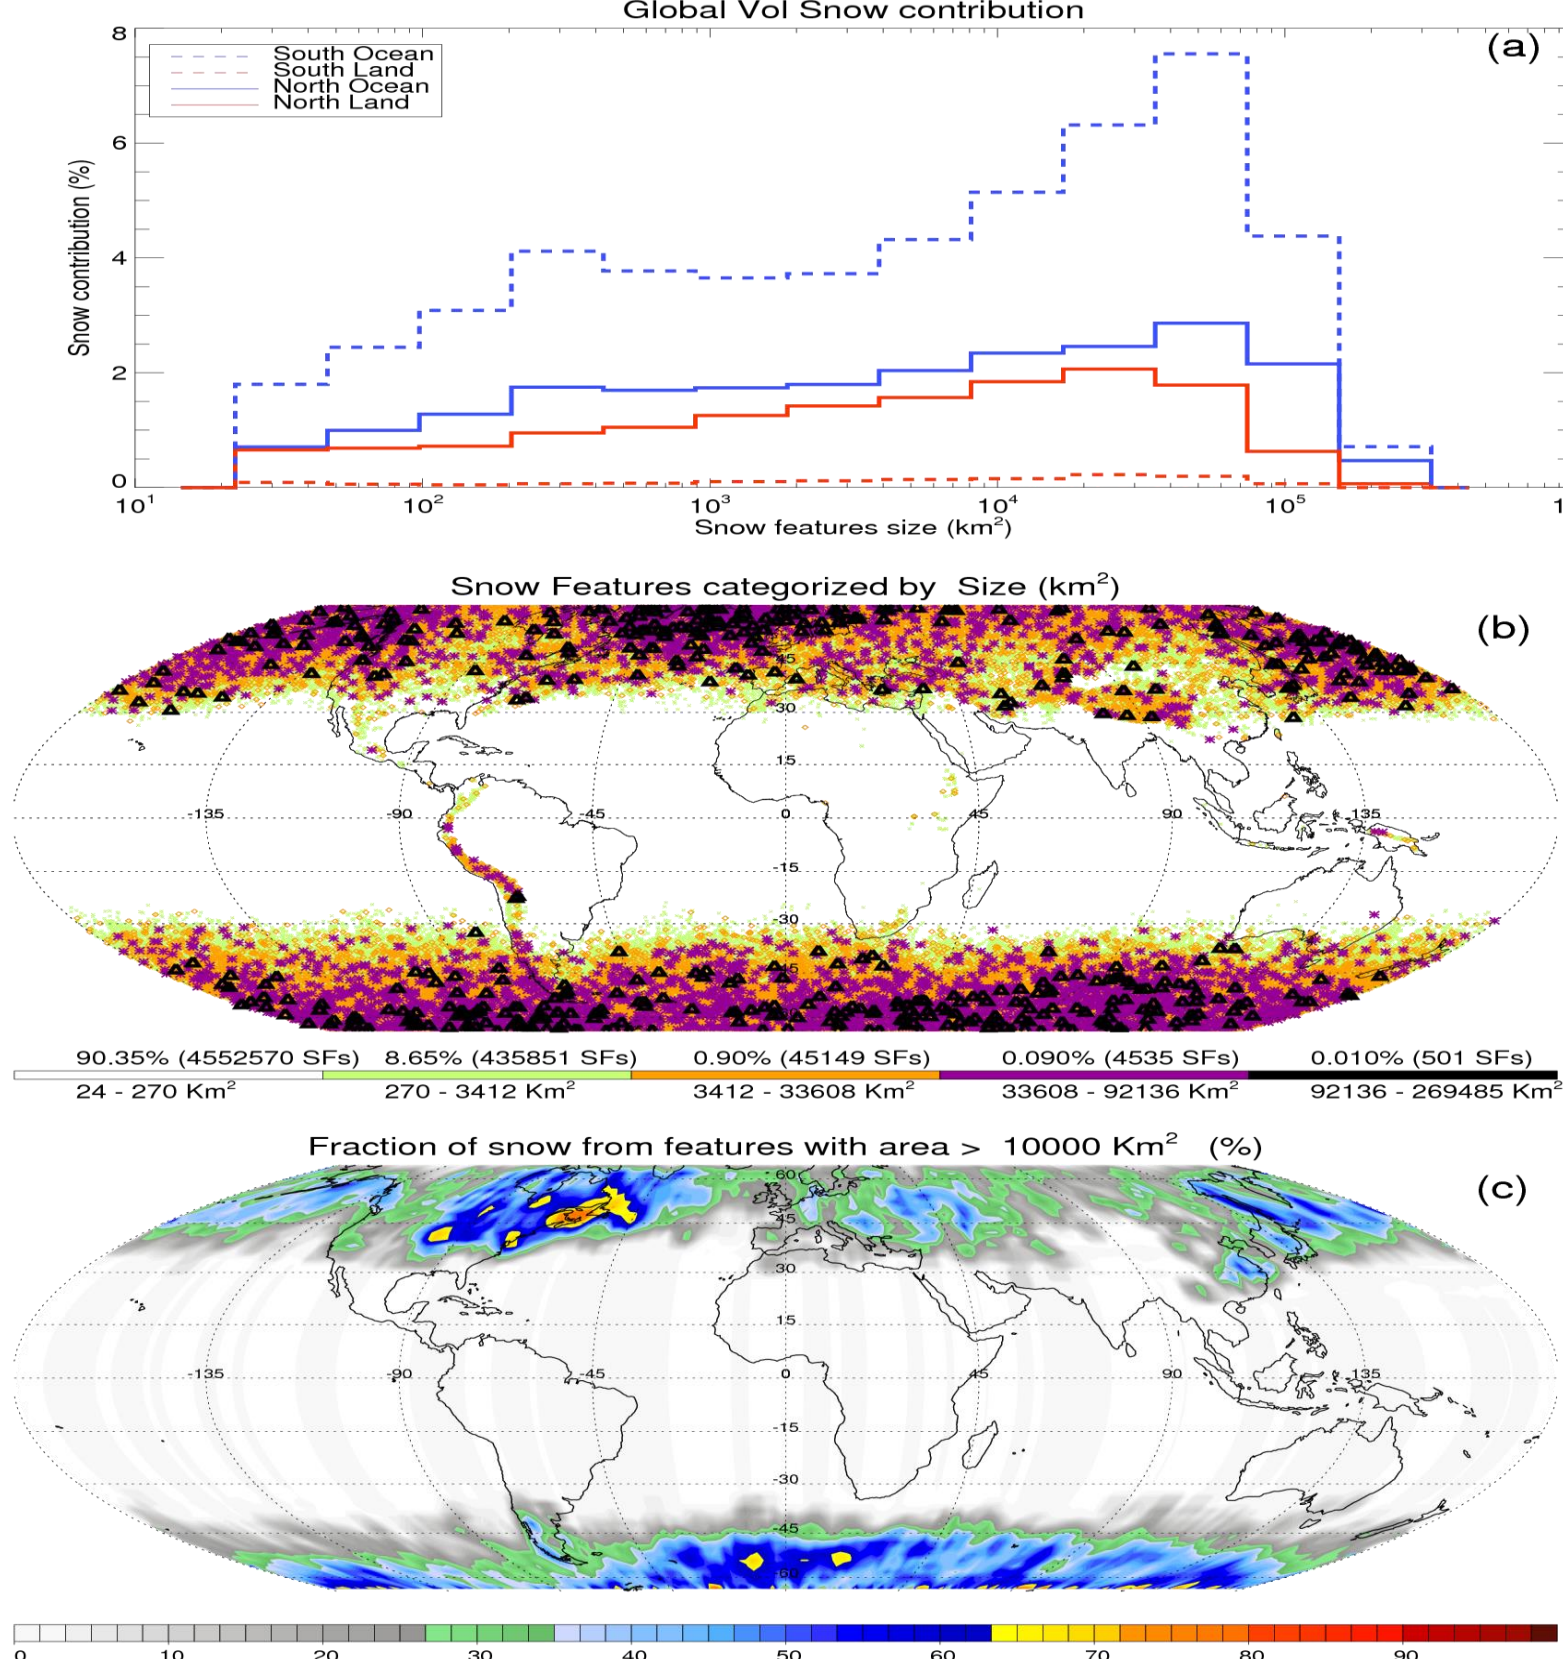 Global Vol Snow contribution
(a)
South Ocean
South Land
North Ocean
North Land
8
6
4
2
0
Snow contribution (%)
10¹ 10² 10³ 10⁴ 10⁵ 1
Snow features size (km²)
Snow Features categorized by Size (km²)
(b)
45
30
15
-135 -90 -45 0 45 90 135
-15
-30
90.35% (4552570 SFs) 8.65% (435851 SFs) 0.90% (45149 SFs) 0.090% (4535 SFs) 0.010% (501 SFs)
24 - 270 Km² 270 - 3412 Km² 3412 - 33608 Km² 33608 - 92136 Km² 92136 - 269485 Km²
Fraction of snow from features with area > 10000 Km² (%)
(c)
60
45
30
15
-135 -90 -45 0 45 90 135
-15
-30
-45
-60
0 10 20 30 40 50 60 70 80 90